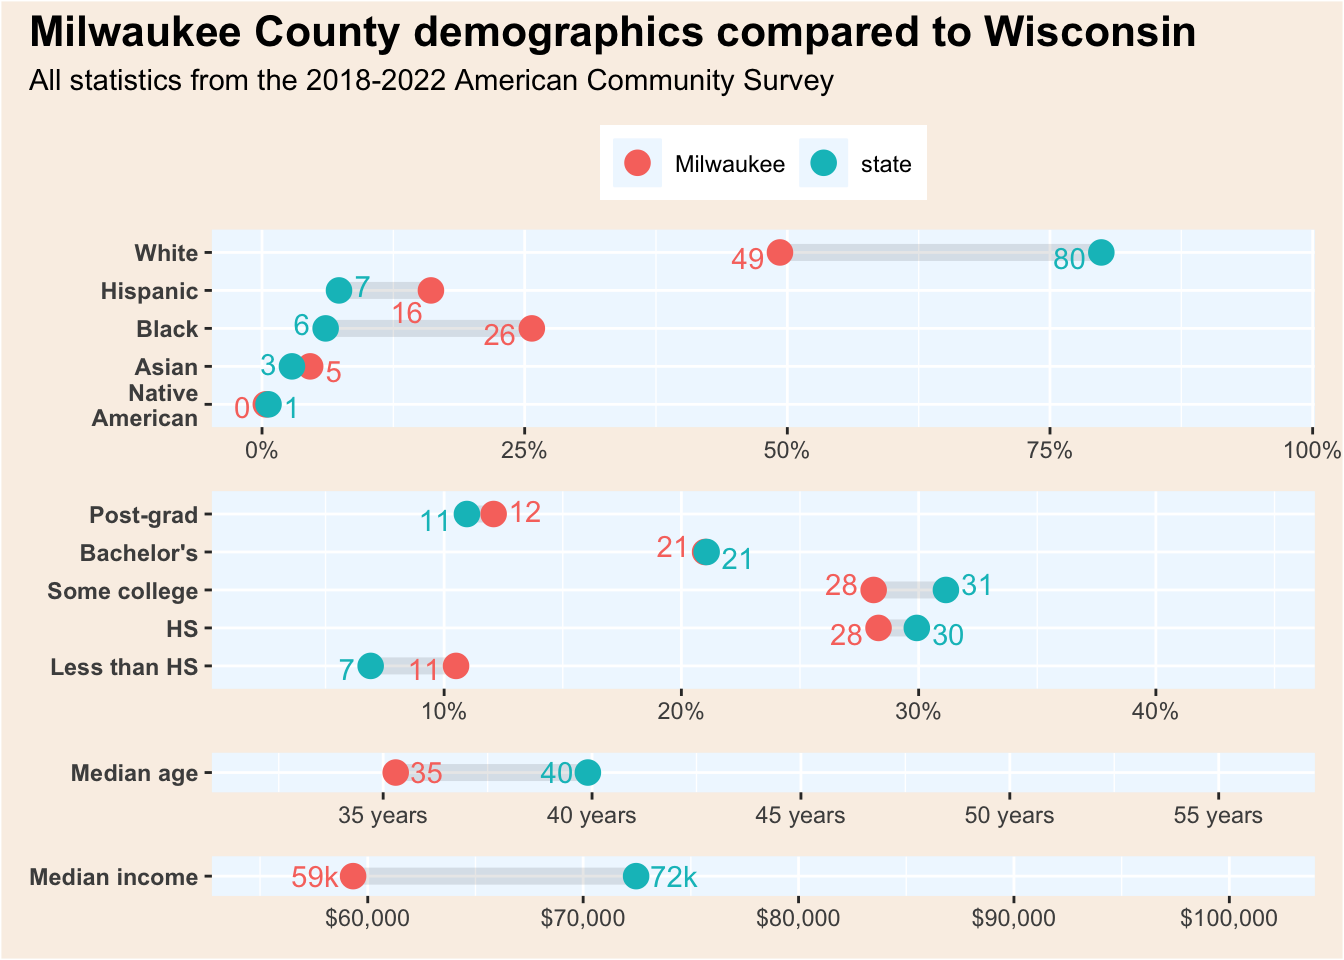 Milwaukee County demographics compared to Wisconsin
All statistics from the 2018-2022 American Community Survey
Milwaukee state
White 49 80
Hispanic 7 16
Black 6 26
Asian 3 5
Native
American 0 1
0% 25% 50% 75% 100%
Post-grad 11 12
Bachelor's 21 21
Some college 28 31
HS 28 30
Less than HS 7 11
10% 20% 30% 40%
Median age 35 40
35 years 40 years 45 years 50 years 55 years
Median income 59k 72k
$60,000 $70,000 $80,000 $90,000 $100,000